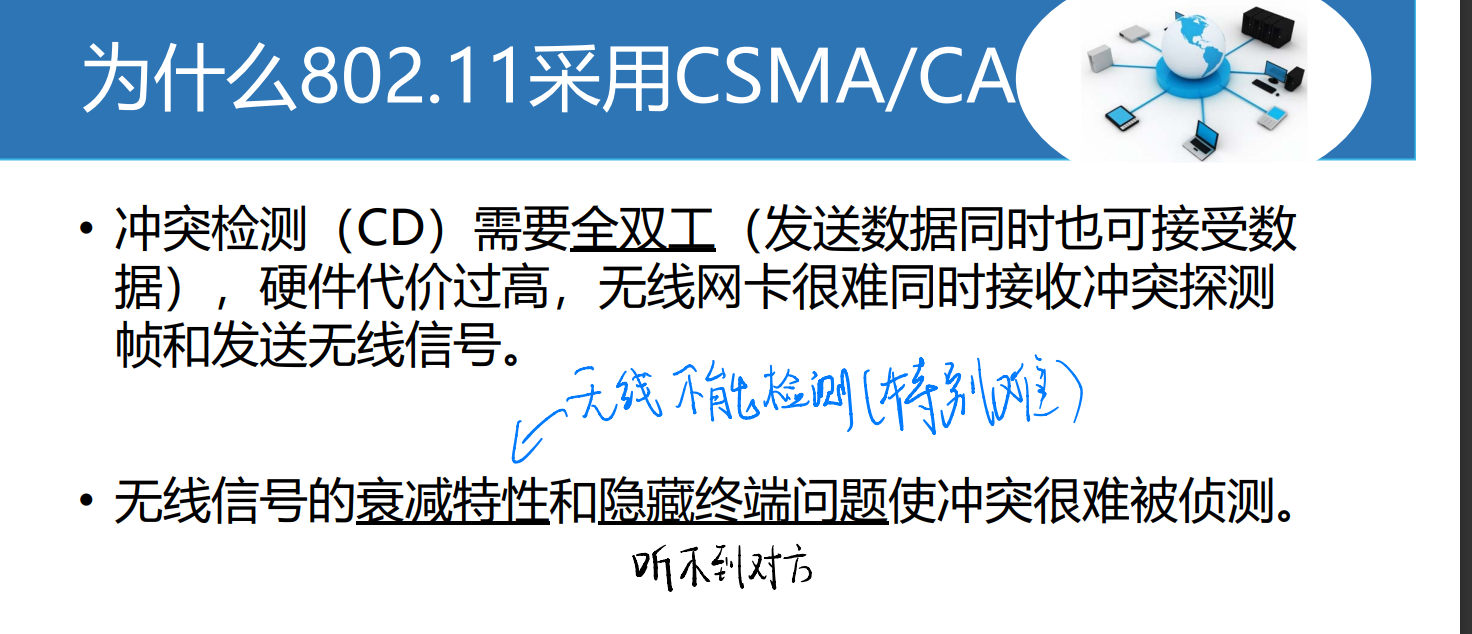 为什么802.11采用CSMA/CA
• 冲突检测（CD）需要全双工（发送数据同时也可接受数
据），硬件代价过高，无线网卡很难同时接收冲突探测
帧和发送无线信号。
无线不能检测(特别难)
• 无线信号的衰减特性和隐藏终端问题使冲突很难被侦测。
听不到对方